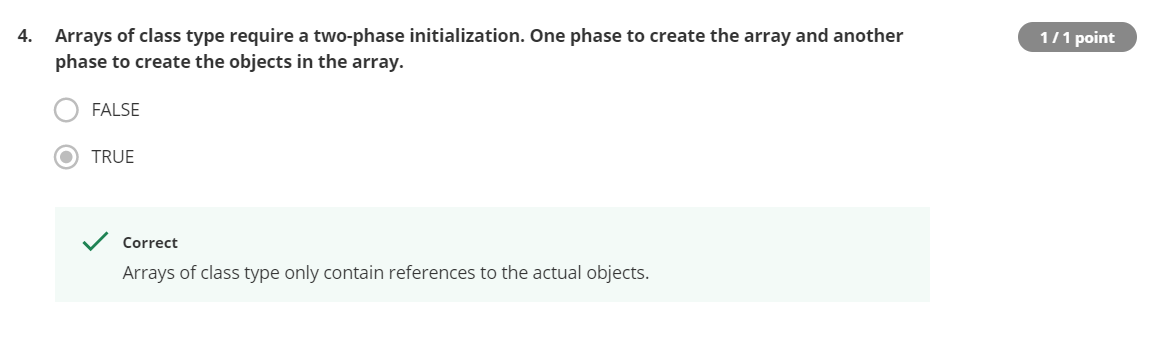 4. Arrays of class type require a two-phase initialization. One phase to create the array and another
phase to create the objects in the array.
1 / 1 point
FALSE
TRUE
Correct
Arrays of class type only contain references to the actual objects.